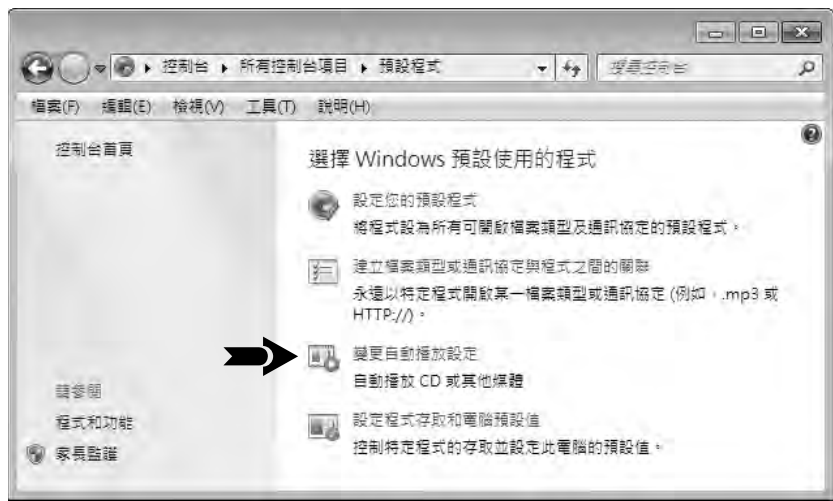 控制台 ▸ 所有控制台項目 ▸ 預設程式
搜尋控制台
檔案(F) 編輯(E) 檢視(V) 工具(T) 說明(H)
控制台首頁
選擇 Windows 預設使用的程式
設定您的預設程式
將程式設為所有可開啟檔案類型及通訊協定的預設程式。
建立檔案類型或通訊協定與程式之間的關聯
永遠以特定程式開啟某一檔案類型或通訊協定 (例如，.mp3 或
HTTP://)。
變更自動播放設定
自動播放 CD 或其他媒體
設定程式存取和電腦預設值
控制特定程式的存取並設定此電腦的預設值。
請參閱
程式和功能
家長監護